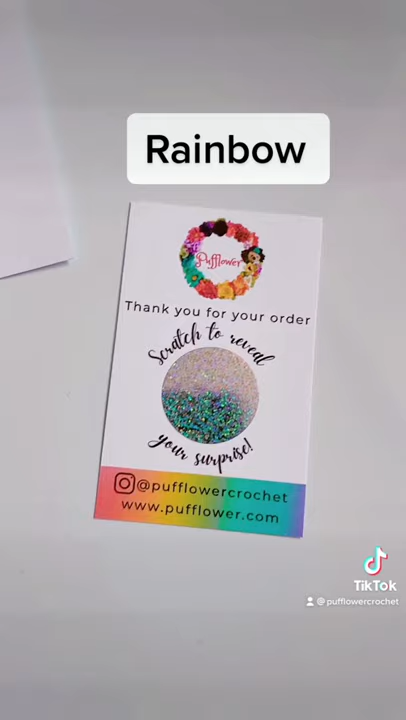 Rainbow
Pufflower
Thank you for your order
Scratch to reveal
your surprise!
@pufflowercrochet
www.pufflower.com
TikTok
@pufflowercrochet